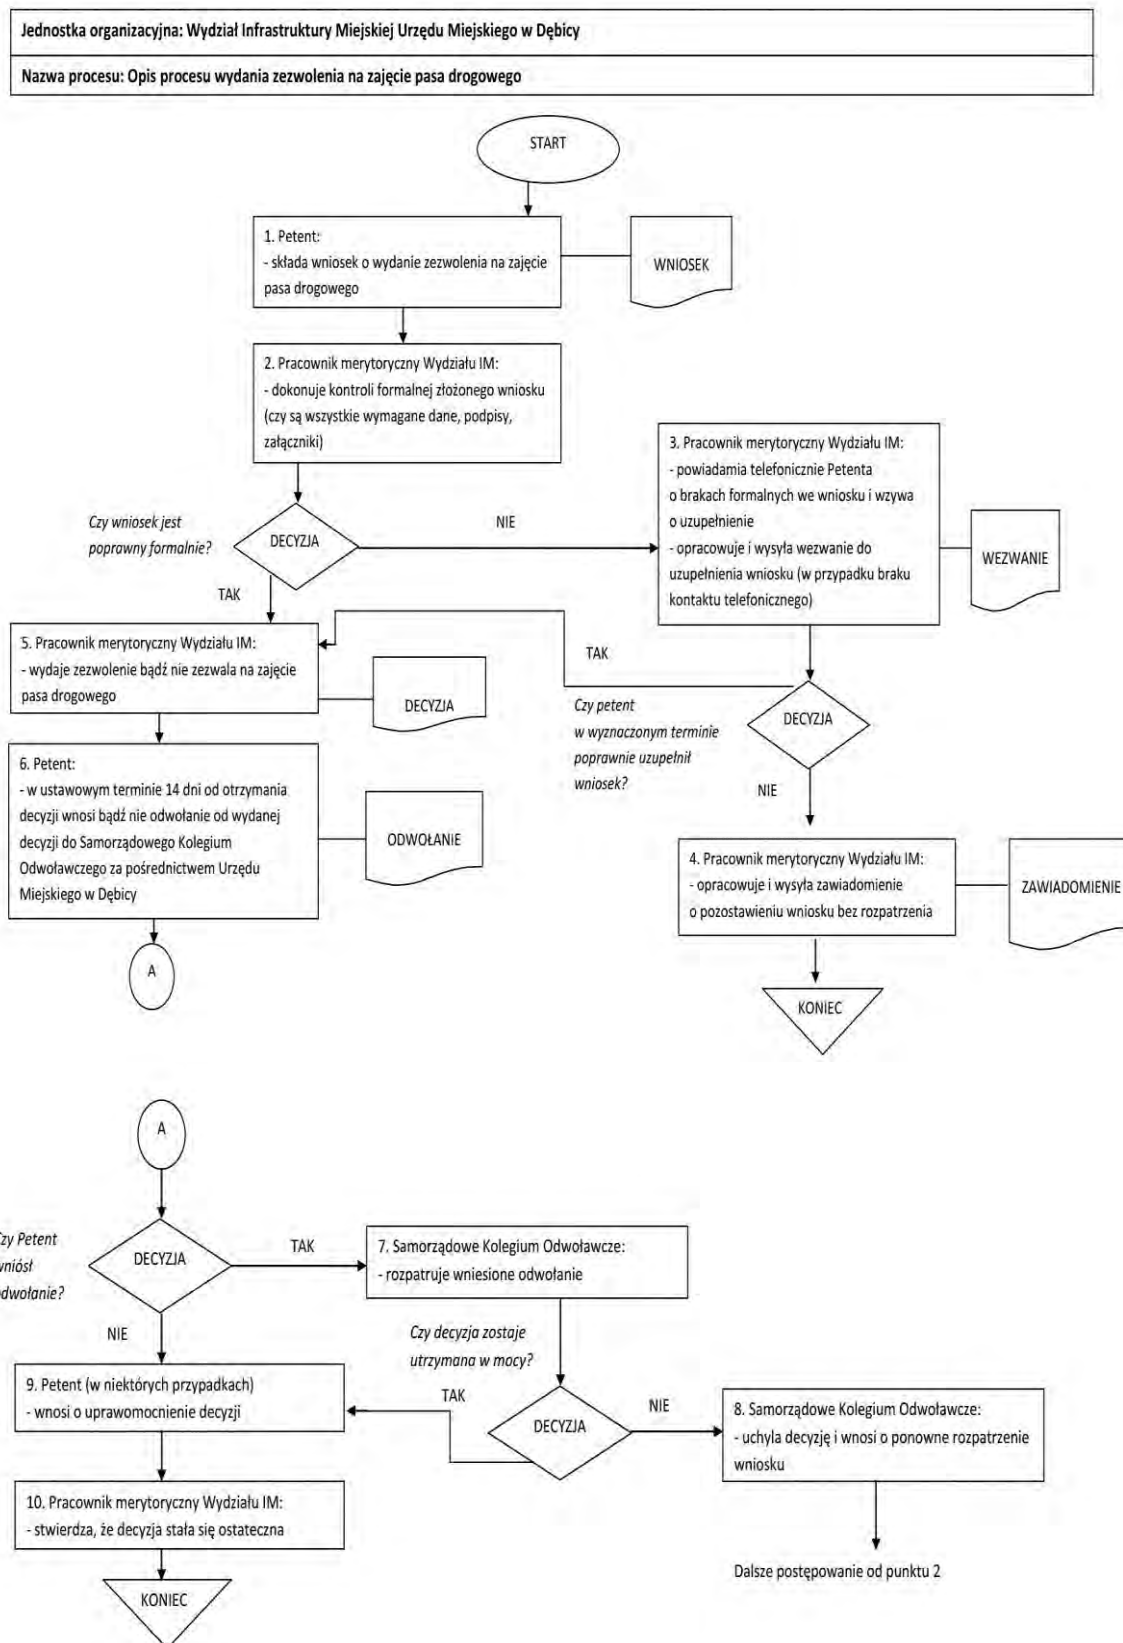 Jednostka organizacyjna: Wydział Infrastruktury Miejskiej Urzędu Miejskiego w Dębicy
Nazwa procesu: Opis procesu wydania zezwolenia na zajęcie pasa drogowego
START
1. Petent:
- składa wniosek o wydanie zezwolenia na zajęcie
pasa drogowego
WNIOSEK
2. Pracownik merytoryczny Wydziału IM:
- dokonuje kontroli formalnej złożonego wniosku
(czy są wszystkie wymagane dane, podpisy,
załączniki)
Czy wniosek jest
poprawny formalnie?
DECYZJA
NIE
TAK
3. Pracownik merytoryczny Wydziału IM:
- powiadamia telefonicznie Petenta
o brakach formalnych we wniosku i wzywa
o uzupełnienie
- opracowuje i wysyła wezwanie do
uzupełnienia wniosku (w przypadku braku
kontaktu telefonicznego)
WEZWANIE
TAK
Czy petent
w wyznaczonym terminie
poprawnie uzupełnił
wniosek?
DECYZJA
NIE
5. Pracownik merytoryczny Wydziału IM:
- wydaje zezwolenie bądź nie zezwala na zajęcie
pasa drogowego
DECYZJA
6. Petent:
- w ustawowym terminie 14 dni od otrzymania
decyzji wnosi bądź nie odwołanie od wydanej
decyzji do Samorządowego Kolegium
Odwoławczego za pośrednictwem Urzędu
Miejskiego w Dębicy
ODWOŁANIE
4. Pracownik merytoryczny Wydziału IM:
- opracowuje i wysyła zawiadomienie
o pozostawieniu wniosku bez rozpatrzenia
ZAWIADOMIENIE
A
KONIEC
A
Czy Petent
wniósł
odwołanie?
DECYZJA
TAK
NIE
7. Samorządowe Kolegium Odwoławcze:
- rozpatruje wniesione odwołanie
Czy decyzja zostaje
utrzymana w mocy?
TAK
DECYZJA
NIE
9. Petent (w niektórych przypadkach)
- wnosi o uprawomocnienie decyzji
8. Samorządowe Kolegium Odwoławcze:
- uchyla decyzję i wnosi o ponowne rozpatrzenie
wniosku
10. Pracownik merytoryczny Wydziału IM:
- stwierdza, że decyzja stała się ostateczna
Dalsze postępowanie od punktu 2
KONIEC